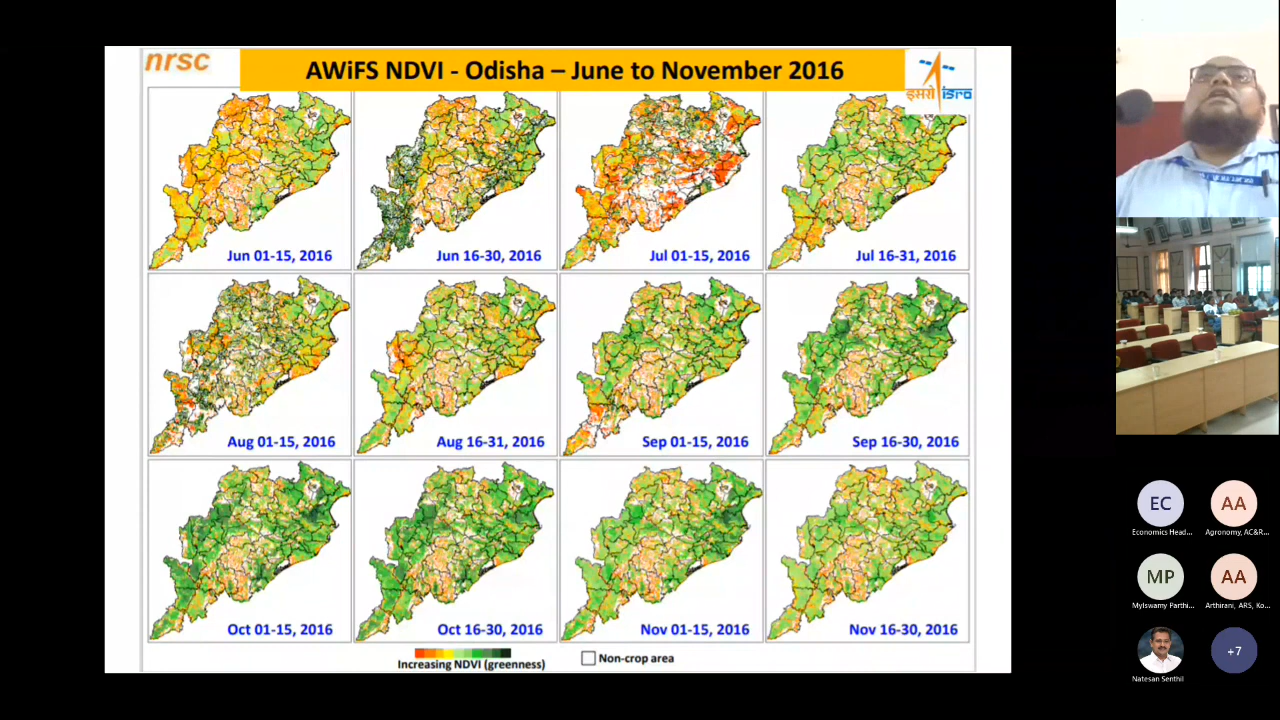 nrsc
AWiFS NDVI - Odisha – June to November 2016
इसरो isro
Jun 01-15, 2016
Jun 16-30, 2016
Jul 01-15, 2016
Jul 16-31, 2016
Aug 01-15, 2016
Aug 16-31, 2016
Sep 01-15, 2016
Sep 16-30, 2016
Oct 01-15, 2016
Oct 16-30, 2016
Nov 01-15, 2016
Nov 16-30, 2016
Increasing NDVI (greenness)
Non-crop area
EC
Economics Head...
AA
Agronomy, AC&R...
MP
Mylswamy Parthi...
AA
Arthirani, ARS, Ko...
Natesan Senthil
+7